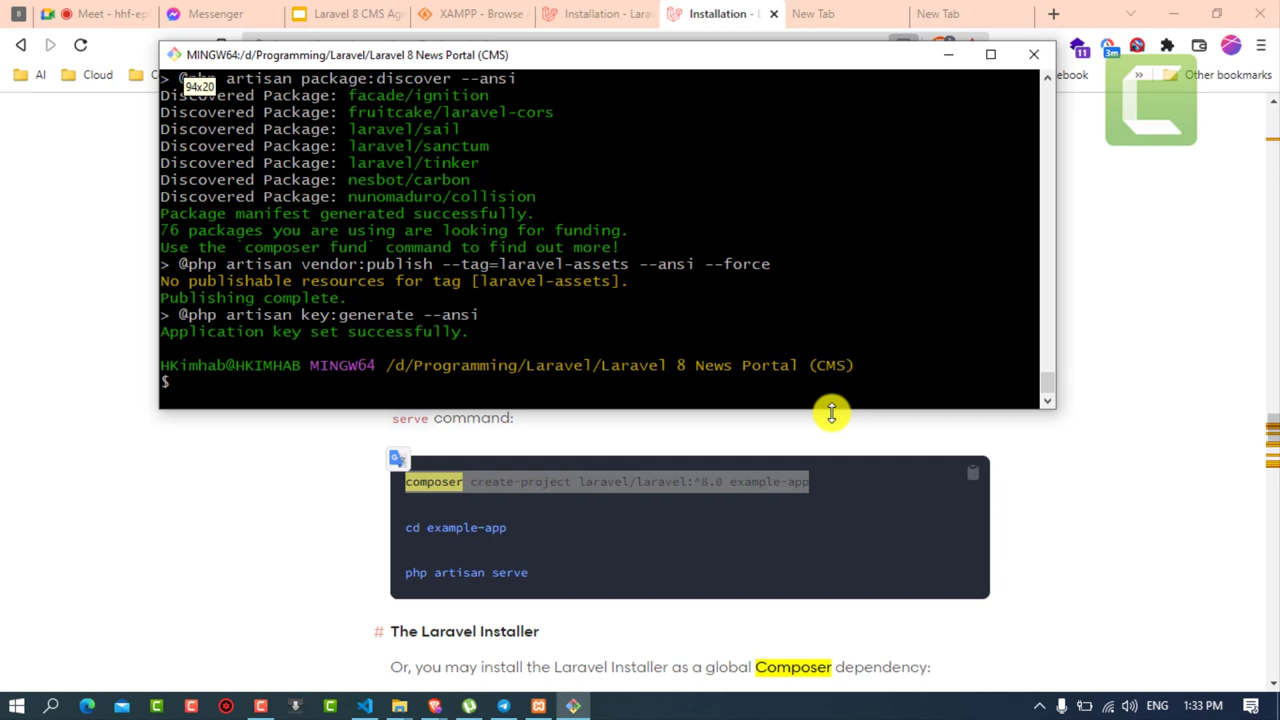 8
Meet - hhf-ep
Messenger
Laravel 8 CMS Age
XAMPP - Browse
Installation - Lara
Installation - L
New Tab
New Tab
11
3m
AI
Cloud
C
ebook
»
Other bookmarks
MINGW64:/d/Programming/Laravel/Laravel 8 News Portal (CMS)
> @php artisan package:discover --ansi
94x20
Discovered Package: facade/ignition
Discovered Package: fruitcake/laravel-cors
Discovered Package: laravel/sail
Discovered Package: laravel/sanctum
Discovered Package: laravel/tinker
Discovered Package: nesbot/carbon
Discovered Package: nunomaduro/collision
Package manifest generated successfully.
76 packages you are using are looking for funding.
Use the `composer fund` command to find out more!
> @php artisan vendor:publish --tag=laravel-assets --ansi --force
No publishable resources for tag [laravel-assets].
Publishing complete.
> @php artisan key:generate --ansi
Application key set successfully.
HKimhab@HKIMHAB MINGW64 /d/Programming/Laravel/Laravel 8 News Portal (CMS)
$
serve command:
composer create-project laravel/laravel:^8.0 example-app
cd example-app
php artisan serve
# The Laravel Installer
Or, you may install the Laravel Installer as a global Composer dependency:
ENG
1:33 PM